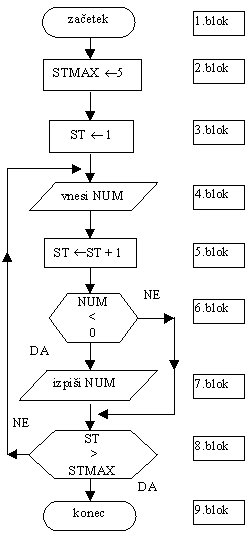 začetek
1.blok
STMAX ←5
2.blok
ST ← 1
3.blok
vnesi NUM
4.blok
ST ←ST + 1
5.blok
NUM
<
0
NE
6.blok
DA
izpiši NUM
7.blok
NE
ST
>
STMAX
8.blok
DA
konec
9.blok